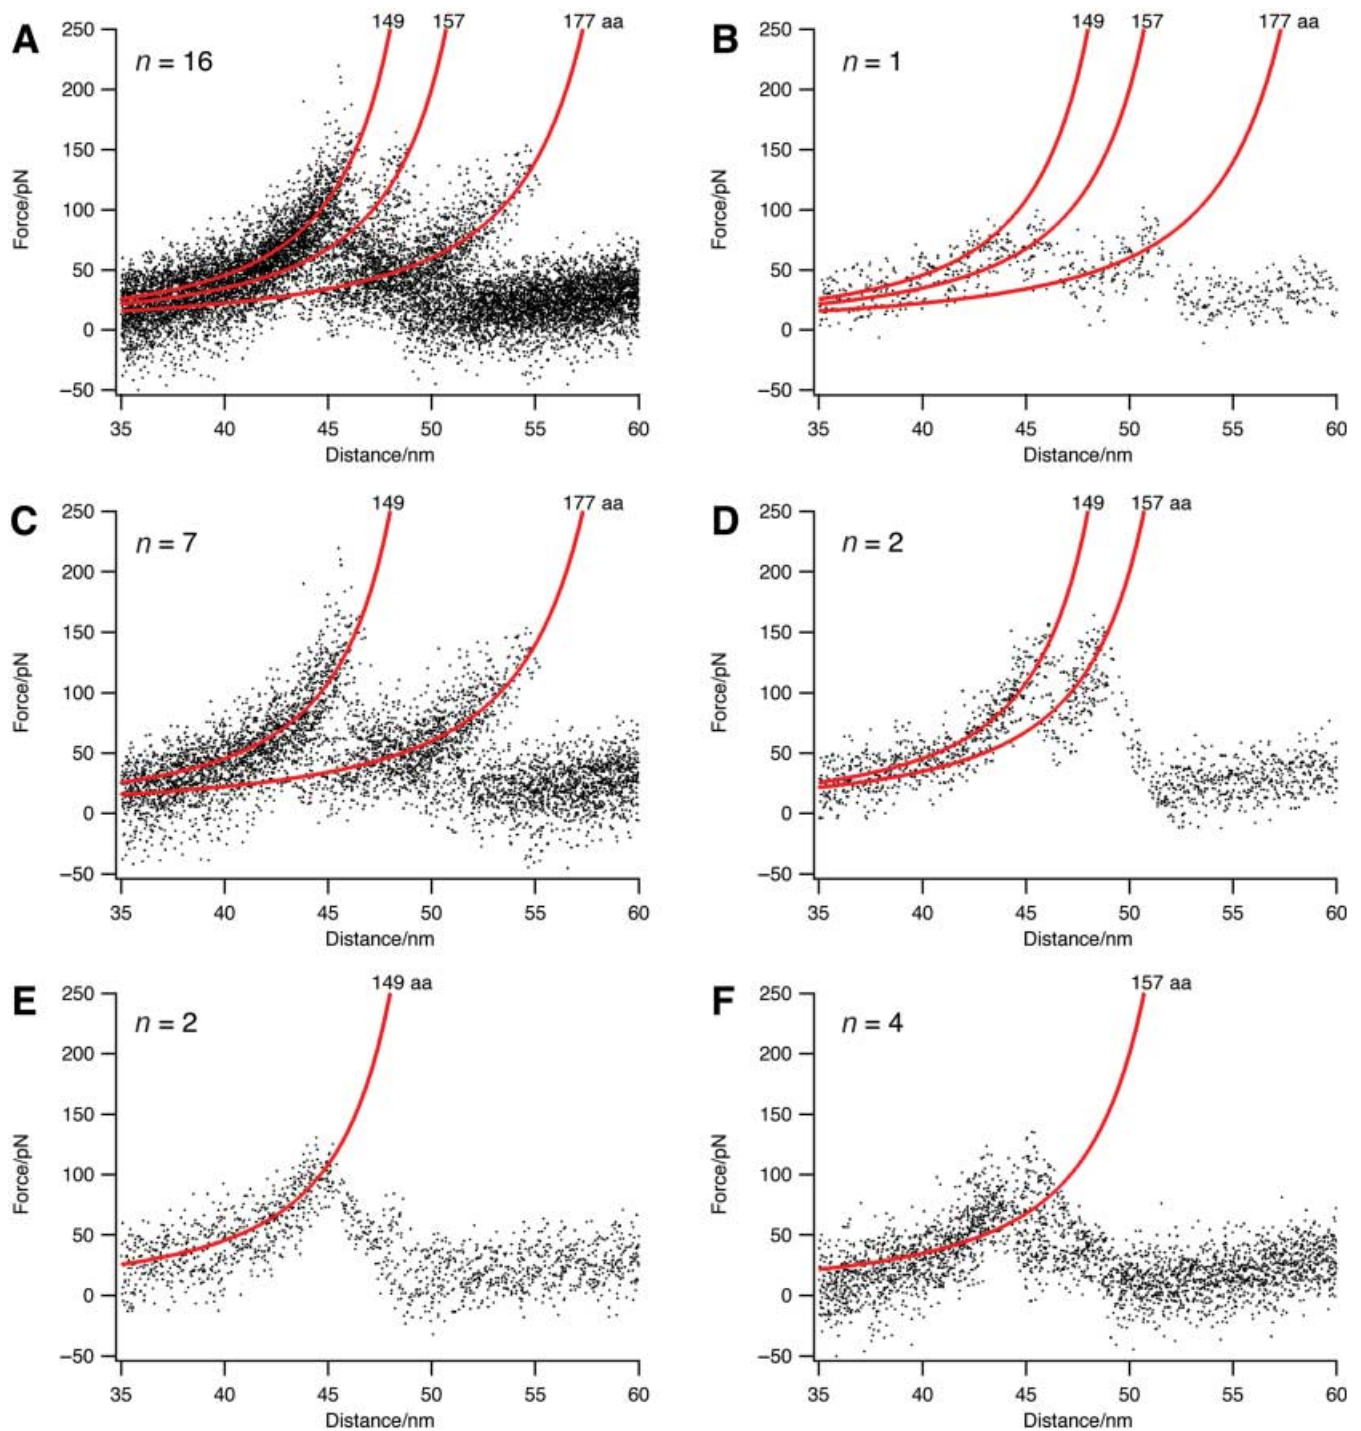 A
n = 16
149 157 177 aa
250
200
150
100
50
0
−50
Force/pN
35 40 45 50 55 60
Distance/nm
B
n = 1
149 157 177 aa
250
200
150
100
50
0
−50
Force/pN
35 40 45 50 55 60
Distance/nm
C
n = 7
149 177 aa
250
200
150
100
50
0
−50
Force/pN
35 40 45 50 55 60
Distance/nm
D
n = 2
149 157 aa
250
200
150
100
50
0
−50
Force/pN
35 40 45 50 55 60
Distance/nm
E
n = 2
149 aa
250
200
150
100
50
0
−50
Force/pN
35 40 45 50 55 60
Distance/nm
F
n = 4
157 aa
250
200
150
100
50
0
−50
Force/pN
35 40 45 50 55 60
Distance/nm